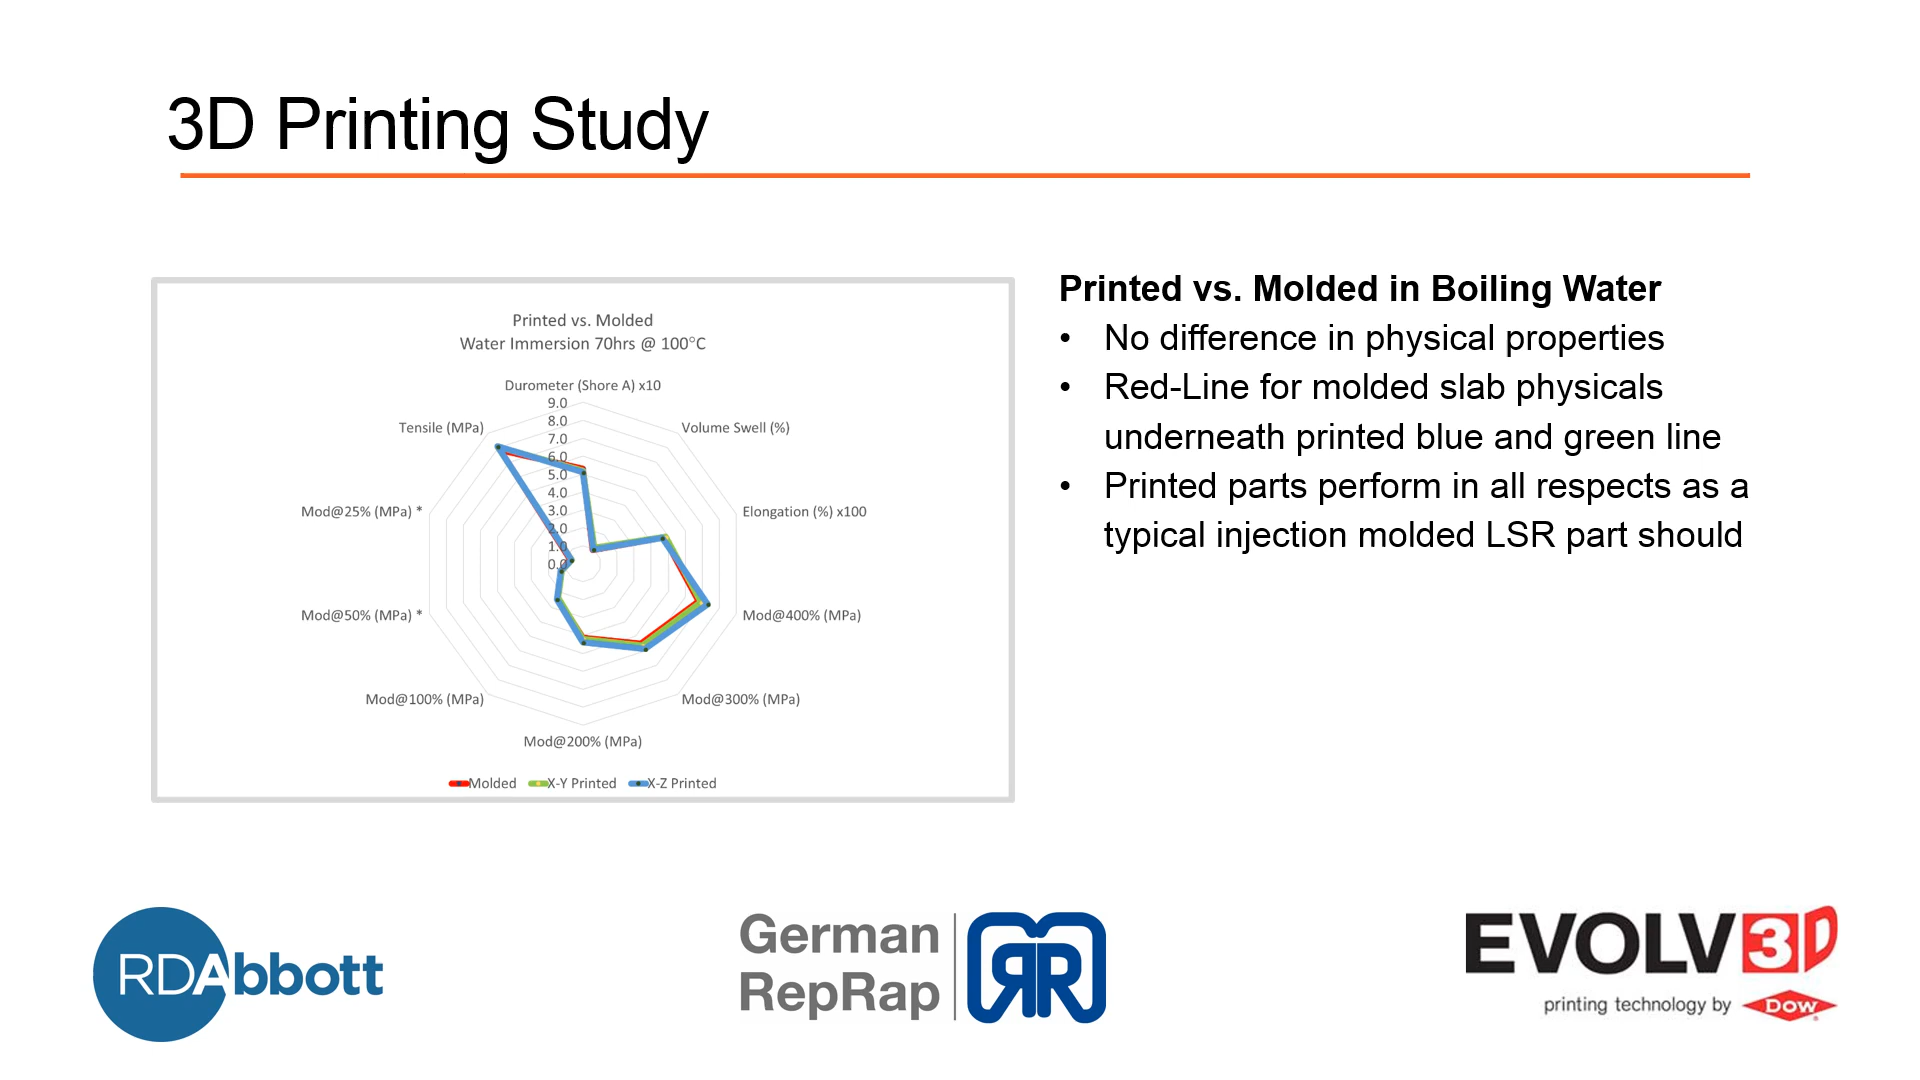 3D Printing Study
Printed vs. Molded
Water Immersion 70hrs @ 100°C
Durometer (Shore A) x10
9.0
8.0
7.0
6.0
5.0
4.0
3.0
2.0
1.0
0.0
Tensile (MPa)
Volume Swell (%)
Mod@25% (MPa) *
Elongation (%) x100
Mod@50% (MPa) *
Mod@400% (MPa)
Mod@100% (MPa)
Mod@300% (MPa)
Mod@200% (MPa)
Molded X-Y Printed X-Z Printed
Printed vs. Molded in Boiling Water
• No difference in physical properties
• Red-Line for molded slab physicals
underneath printed blue and green line
• Printed parts perform in all respects as a
typical injection molded LSR part should
RDAbbott
German
RepRap
EVOLV3D
printing technology by DOW